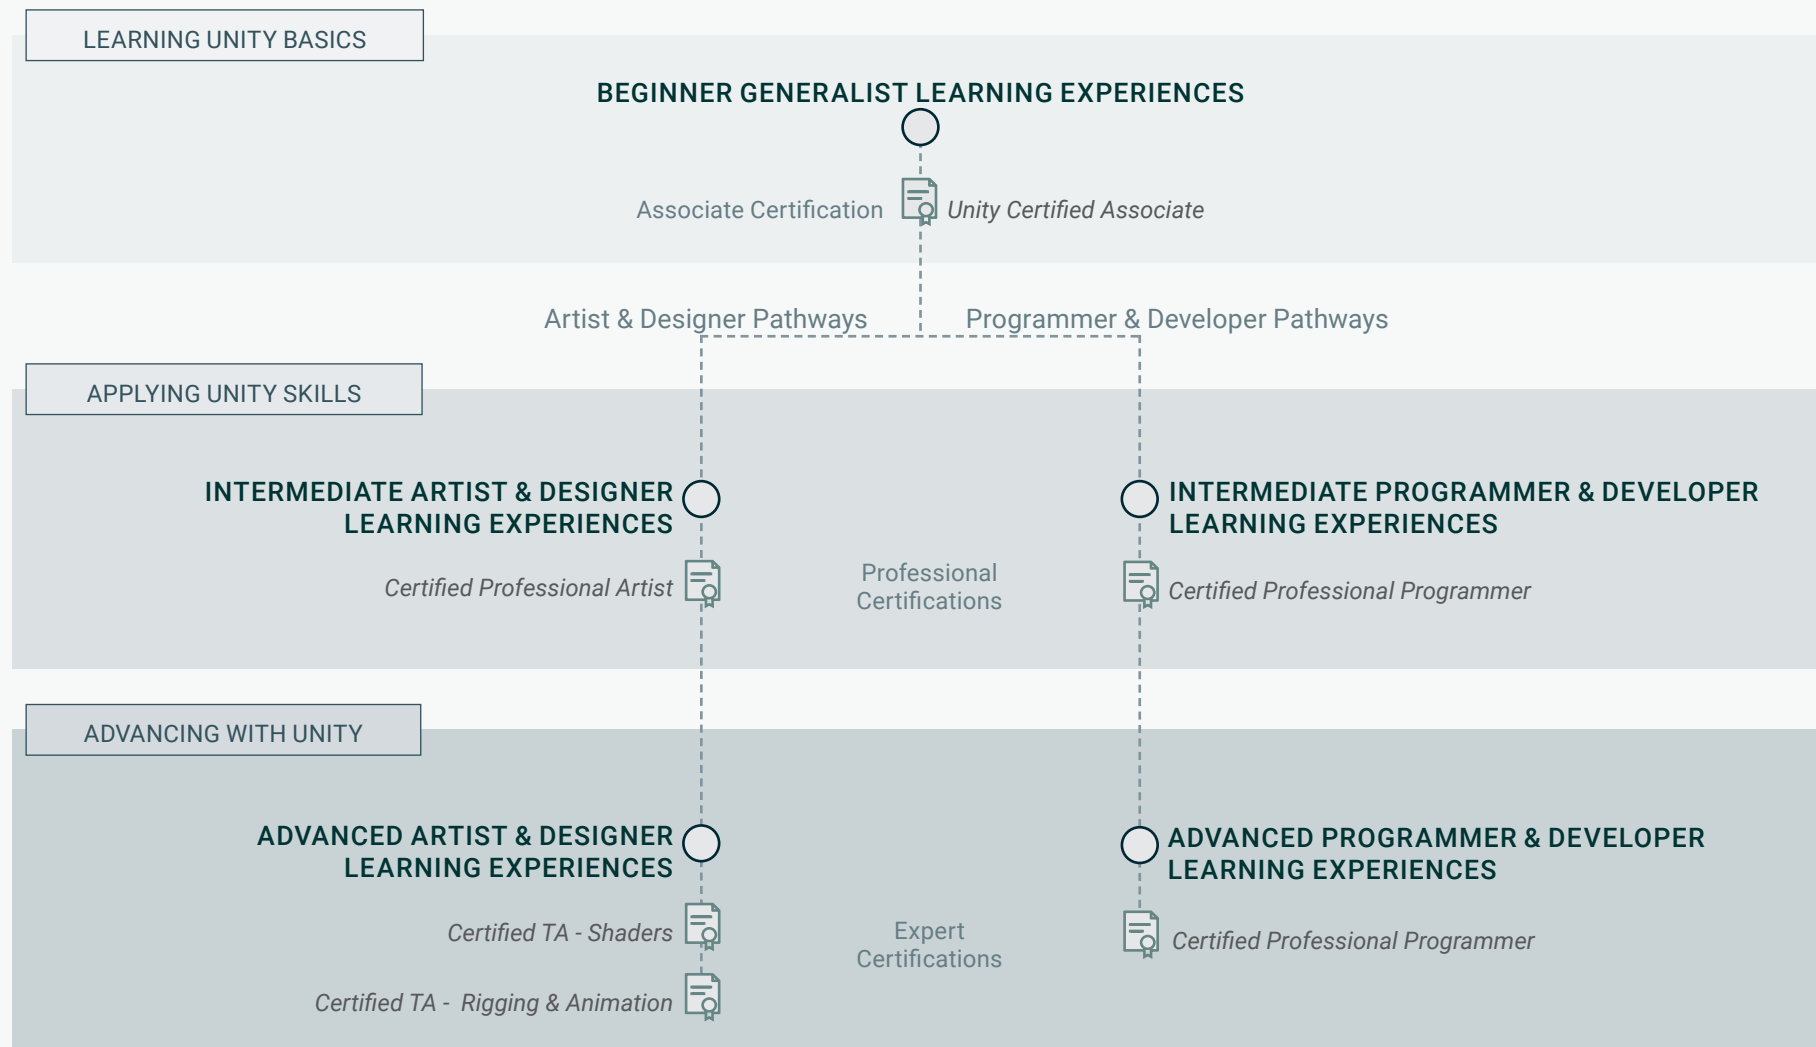 LEARNING UNITY BASICS
BEGINNER GENERALIST LEARNING EXPERIENCES
Associate Certification
Unity Certified Associate
Artist & Designer Pathways
Programmer & Developer Pathways
APPLYING UNITY SKILLS
INTERMEDIATE ARTIST & DESIGNER
LEARNING EXPERIENCES
Certified Professional Artist
Professional
Certifications
INTERMEDIATE PROGRAMMER & DEVELOPER
LEARNING EXPERIENCES
Certified Professional Programmer
ADVANCING WITH UNITY
ADVANCED ARTIST & DESIGNER
LEARNING EXPERIENCES
Certified TA - Shaders
Certified TA -  Rigging & Animation
Expert
Certifications
ADVANCED PROGRAMMER & DEVELOPER
LEARNING EXPERIENCES
Certified Professional Programmer